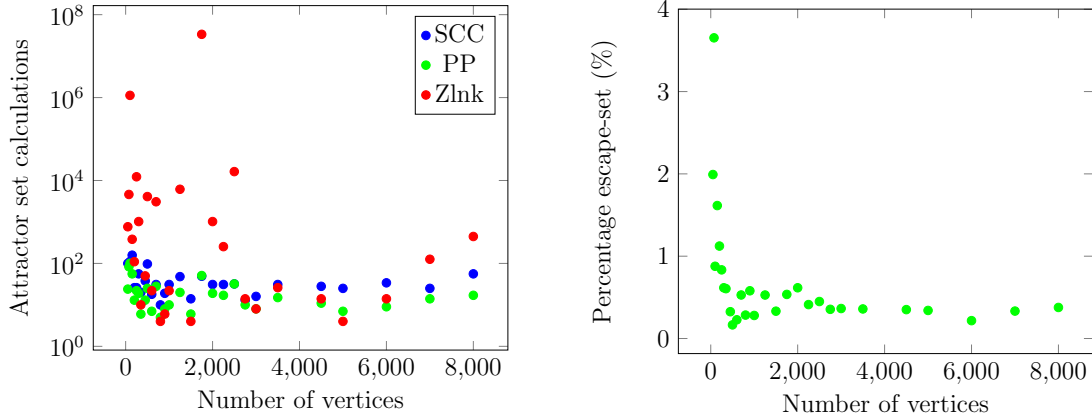 Attractor set calculations
10^8
10^6
10^4
10^2
10^0
SCC
PP
Zlnk
0 2,000 4,000 6,000 8,000
Number of vertices
Percentage escape-set (%)
4
3
2
1
0
0 2,000 4,000 6,000 8,000
Number of vertices